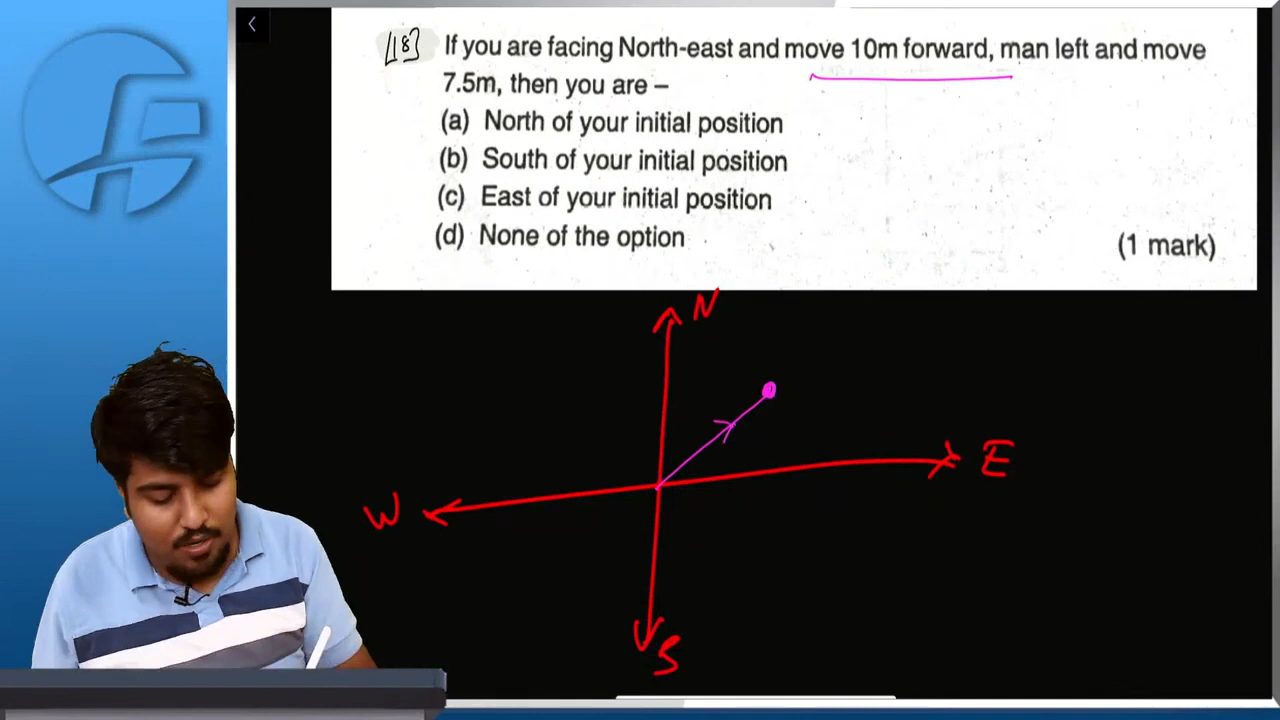 [18] If you are facing North-east and move 10m forward, man left and move
7.5m, then you are –
(a) North of your initial position
(b) South of your initial position
(c) East of your initial position
(d) None of the option
(1 mark)
N
E
W
S